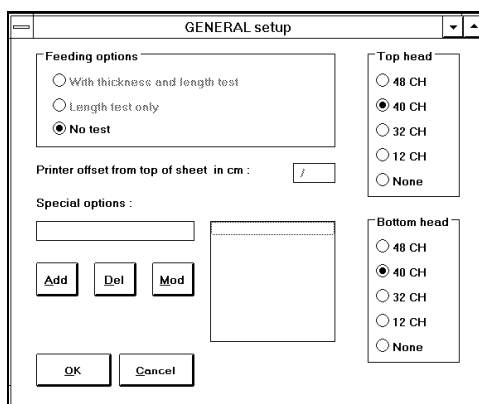 GENERAL setup
Feeding options
With thickness and length test
Length test only
No test
Printer offset from top of sheet in cm :
/
Special options :
Add
Del
Mod
OK
Cancel
Top head
48 CH
40 CH
32 CH
12 CH
None
Bottom head
48 CH
40 CH
32 CH
12 CH
None